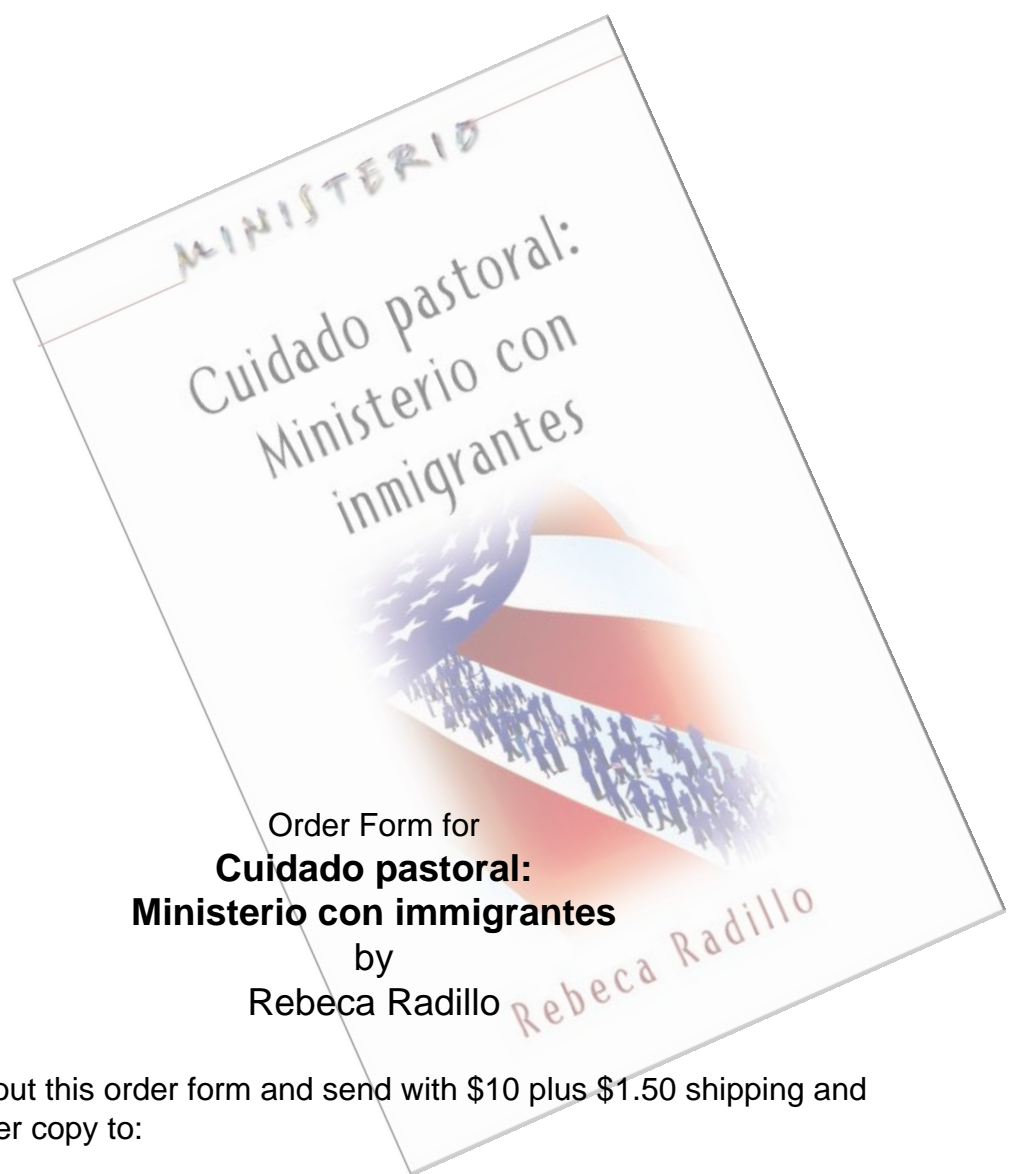 MINISTERIO
Cuidado pastoral:
Ministerio con
inmigrantes
Rebeca Radillo
Order Form for
Cuidado pastoral:
Ministerio con immigrantes
by
Rebeca Radillo
out this order form and send with $10 plus $1.50 shipping and
er copy to: